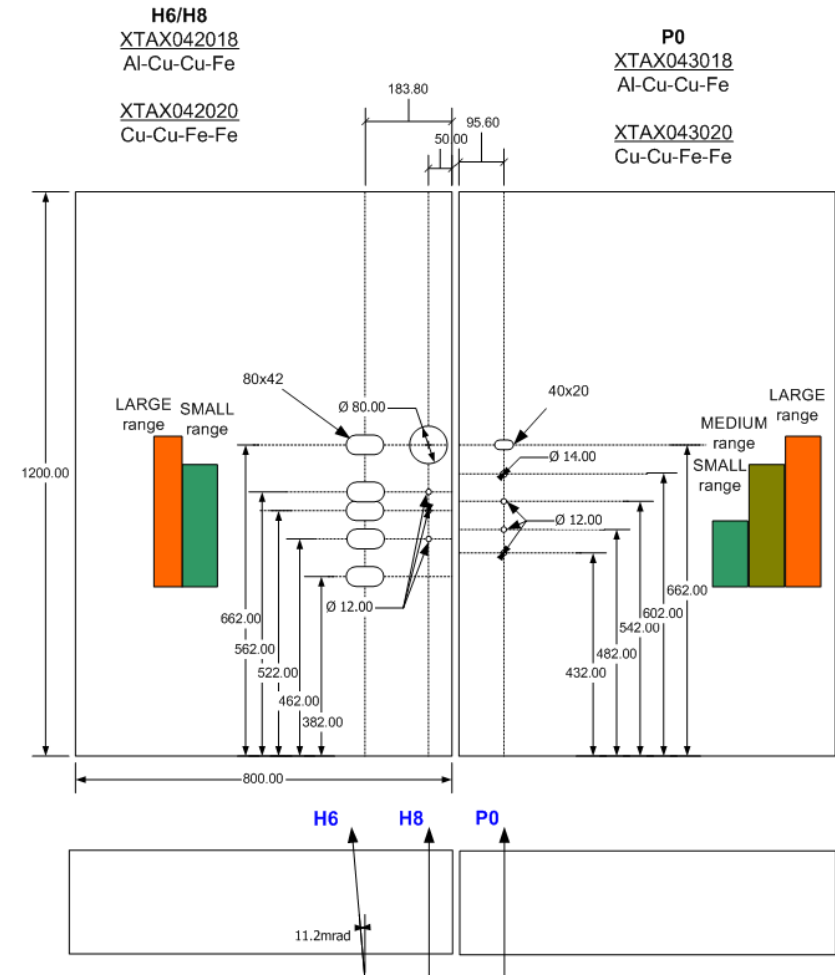 H6/H8
XTAX042018
Al-Cu-Cu-Fe
XTAX042020
Cu-Cu-Fe-Fe
P0
XTAX043018
Al-Cu-Cu-Fe
XTAX043020
Cu-Cu-Fe-Fe
183.80
50.00
95.60
1200.00
LARGE
range
SMALL
range
80x42
Ø 80.00
40x20
Ø 14.00
Ø 12.00
MEDIUM
range
SMALL
range
LARGE
range
Ø 12.00
662.00
562.00
522.00
462.00
382.00
432.00
482.00
542.00
602.00
662.00
800.00
H6
H8
P0
11.2mrad